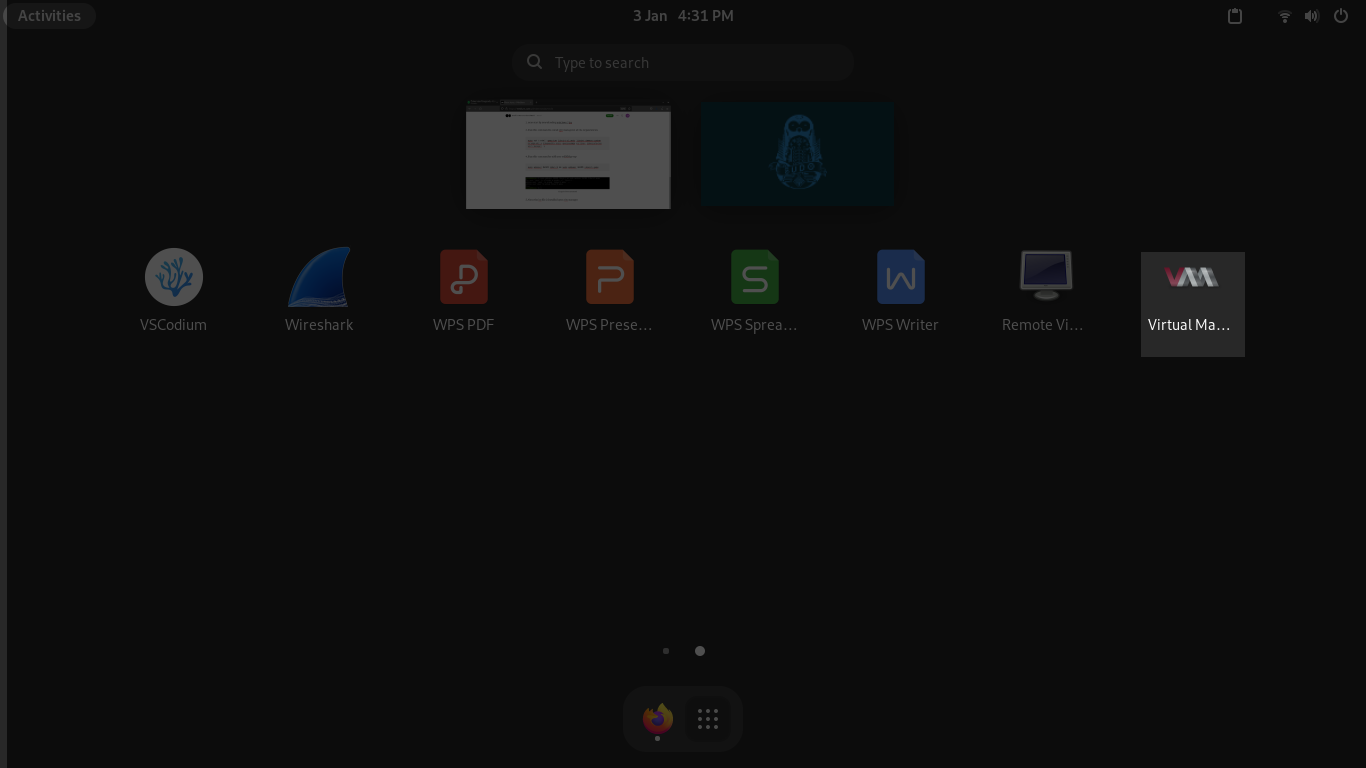 Activities
3 Jan 4:31 PM
Type to search
VSCodium
Wireshark
WPS PDF
WPS Prese...
WPS Sprea...
WPS Writer
Remote Vi...
Virtual Ma...